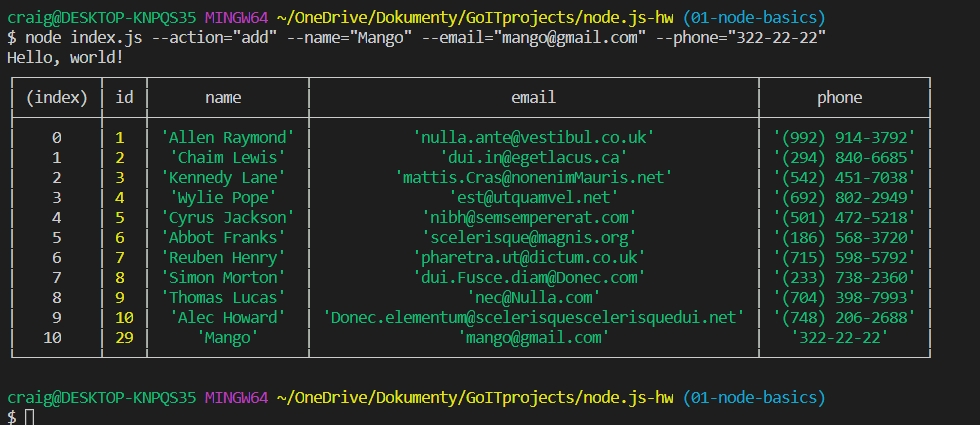 craig@DESKTOP-KNPQS35 MINGW64 ~/OneDrive/Dokumenty/GoITprojects/node.js-hw (01-node-basics)
$ node index.js --action="add" --name="Mango" --email="mango@gmail.com" --phone="322-22-22"
Hello, world!
(index) id name email phone
0 1 'Allen Raymond' 'nulla.ante@vestibul.co.uk' '(992) 914-3792'
1 2 'Chaim Lewis' 'dui.in@egetlacus.ca' '(294) 840-6685'
2 3 'Kennedy Lane' 'mattis.Cras@nonenimMauris.net' '(542) 451-7038'
3 4 'Wylie Pope' 'est@utquamvel.net' '(692) 802-2949'
4 5 'Cyrus Jackson' 'nibh@semsempererat.com' '(501) 472-5218'
5 6 'Abbot Franks' 'scelerisque@magnis.org' '(186) 568-3720'
6 7 'Reuben Henry' 'pharetra.ut@dictum.co.uk' '(715) 598-5792'
7 8 'Simon Morton' 'dui.Fusce.diam@Donec.com' '(233) 738-2360'
8 9 'Thomas Lucas' 'nec@Nulla.com' '(704) 398-7993'
9 10 'Alec Howard' 'Donec.elementum@scelerisquescelerisquedui.net' '(748) 206-2688'
10 29 'Mango' 'mango@gmail.com' '322-22-22'
craig@DESKTOP-KNPQS35 MINGW64 ~/OneDrive/Dokumenty/GoITprojects/node.js-hw (01-node-basics)
$